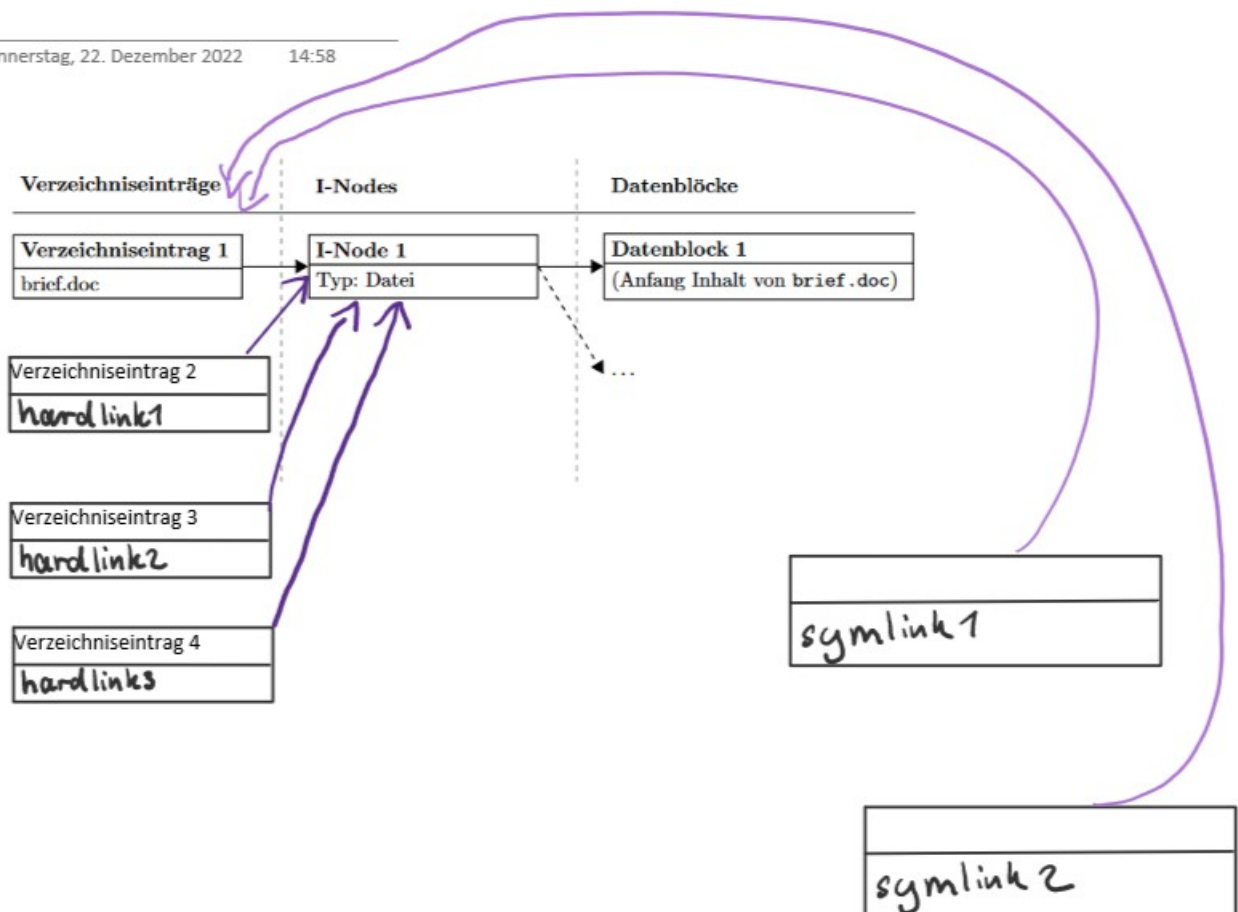 nnerstag, 22. Dezember 2022 14:58
Verzeichniseinträge I-Nodes Datenblöcke
Verzeichniseintrag 1 I-Node 1 Datenblock 1
brief.doc Typ: Datei (Anfang Inhalt von brief.doc)
...
Verzeichniseintrag 2
hardlink1
Verzeichniseintrag 3
hardlink2
symlink1
Verzeichniseintrag 4
hardlink3
symlink2